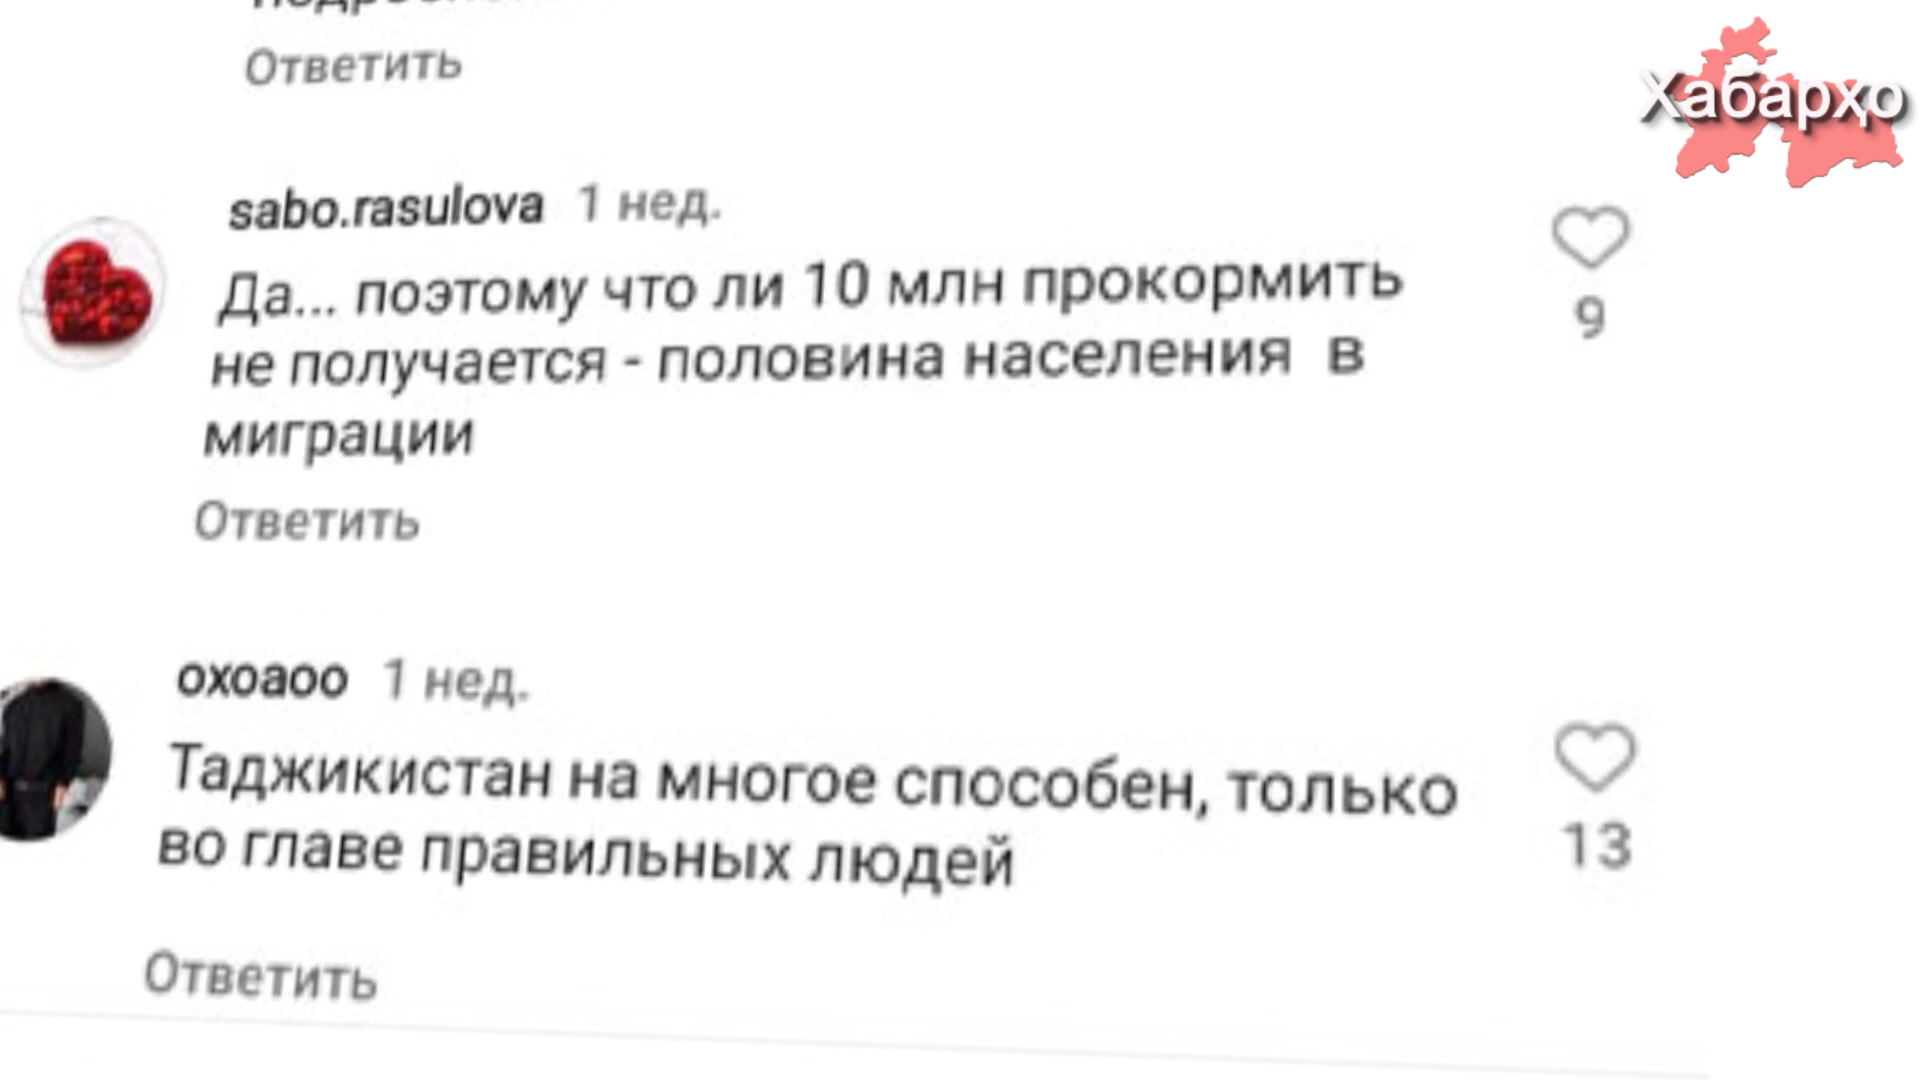 Ответить
Хабарҳо
sabo.rasulova 1 нед.
Да... поэтому что ли 10 млн прокормить
не получается - половина населения в
миграции
9
Ответить
oxoaoo 1 нед.
Таджикистан на многое способен, только
во главе правильных людей
13
Ответить